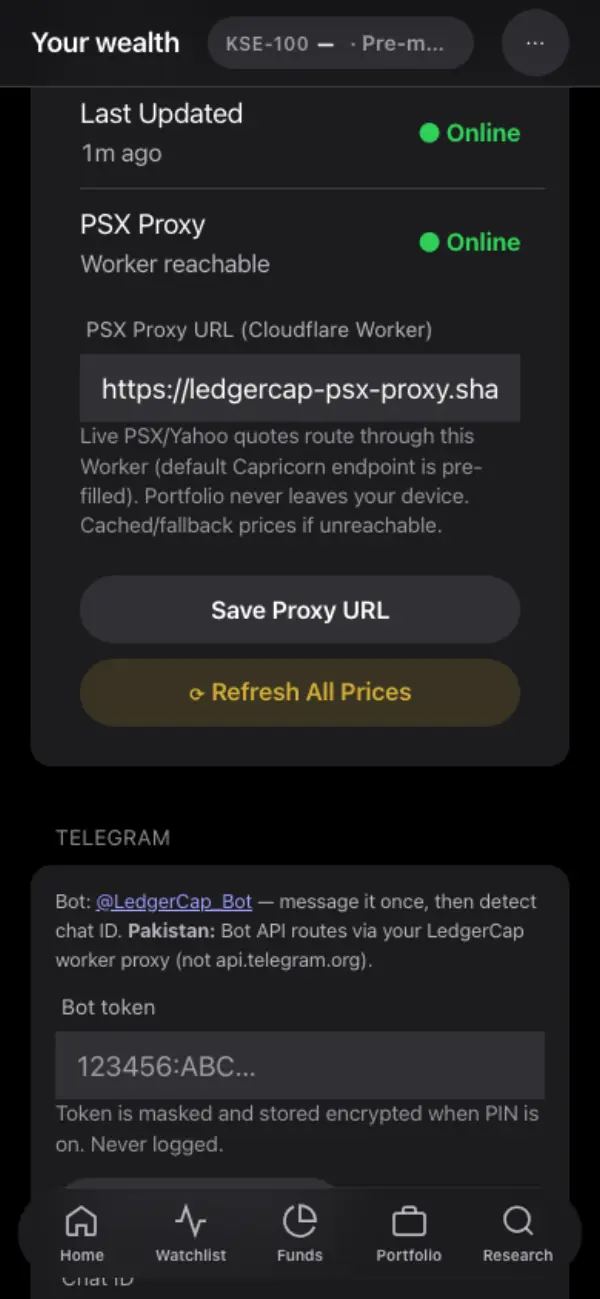 Your wealth
KSE-100 — · Pre-m...
...
Last Updated
1m ago
Online
PSX Proxy
Worker reachable
Online
PSX Proxy URL (Cloudflare Worker)
https://ledgercap-psx-proxy.sha
Live PSX/Yahoo quotes route through this
Worker (default Capricorn endpoint is pre-
filled). Portfolio never leaves your device.
Cached/fallback prices if unreachable.
Save Proxy URL
⟳ Refresh All Prices
TELEGRAM
Bot: @LedgerCap_Bot — message it once, then detect
chat ID. Pakistan: Bot API routes via your LedgerCap
worker proxy (not api.telegram.org).
Bot token
123456:ABC...
Token is masked and stored encrypted when PIN is
on. Never logged.
Home
Watchlist
Funds
Portfolio
Research
Chat ID